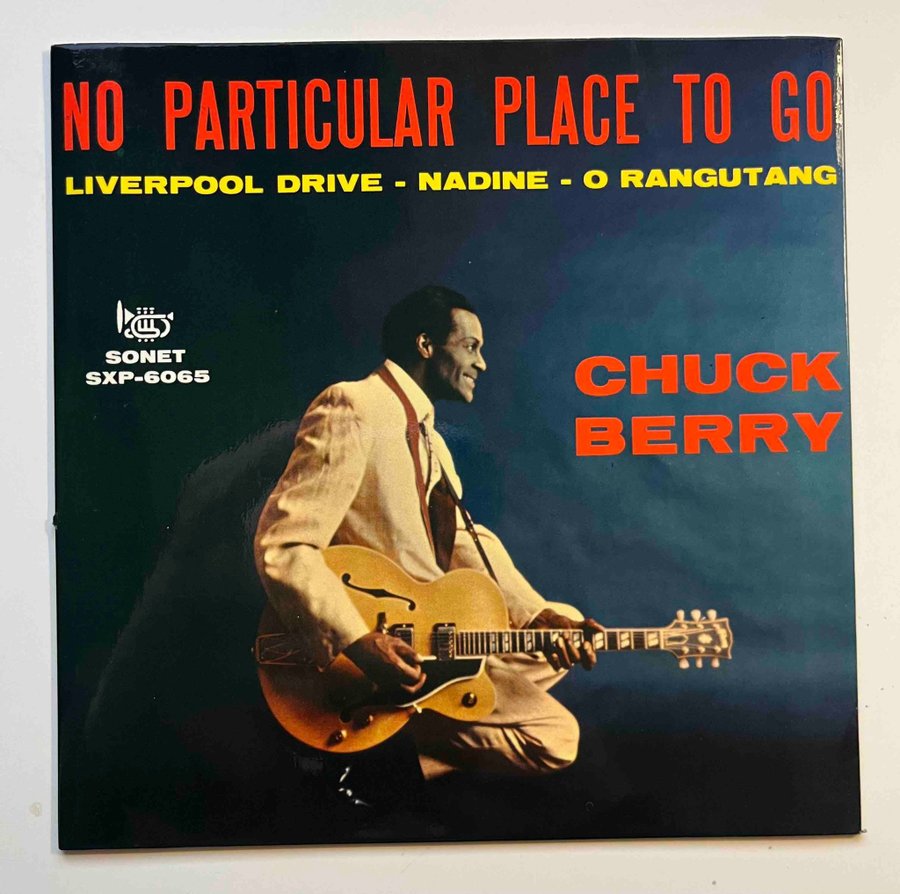 NO PARTICULAR PLACE TO GO
LIVERPOOL DRIVE - NADINE - O RANGUTANG
SONET
SXP-6065
CHUCK
BERRY